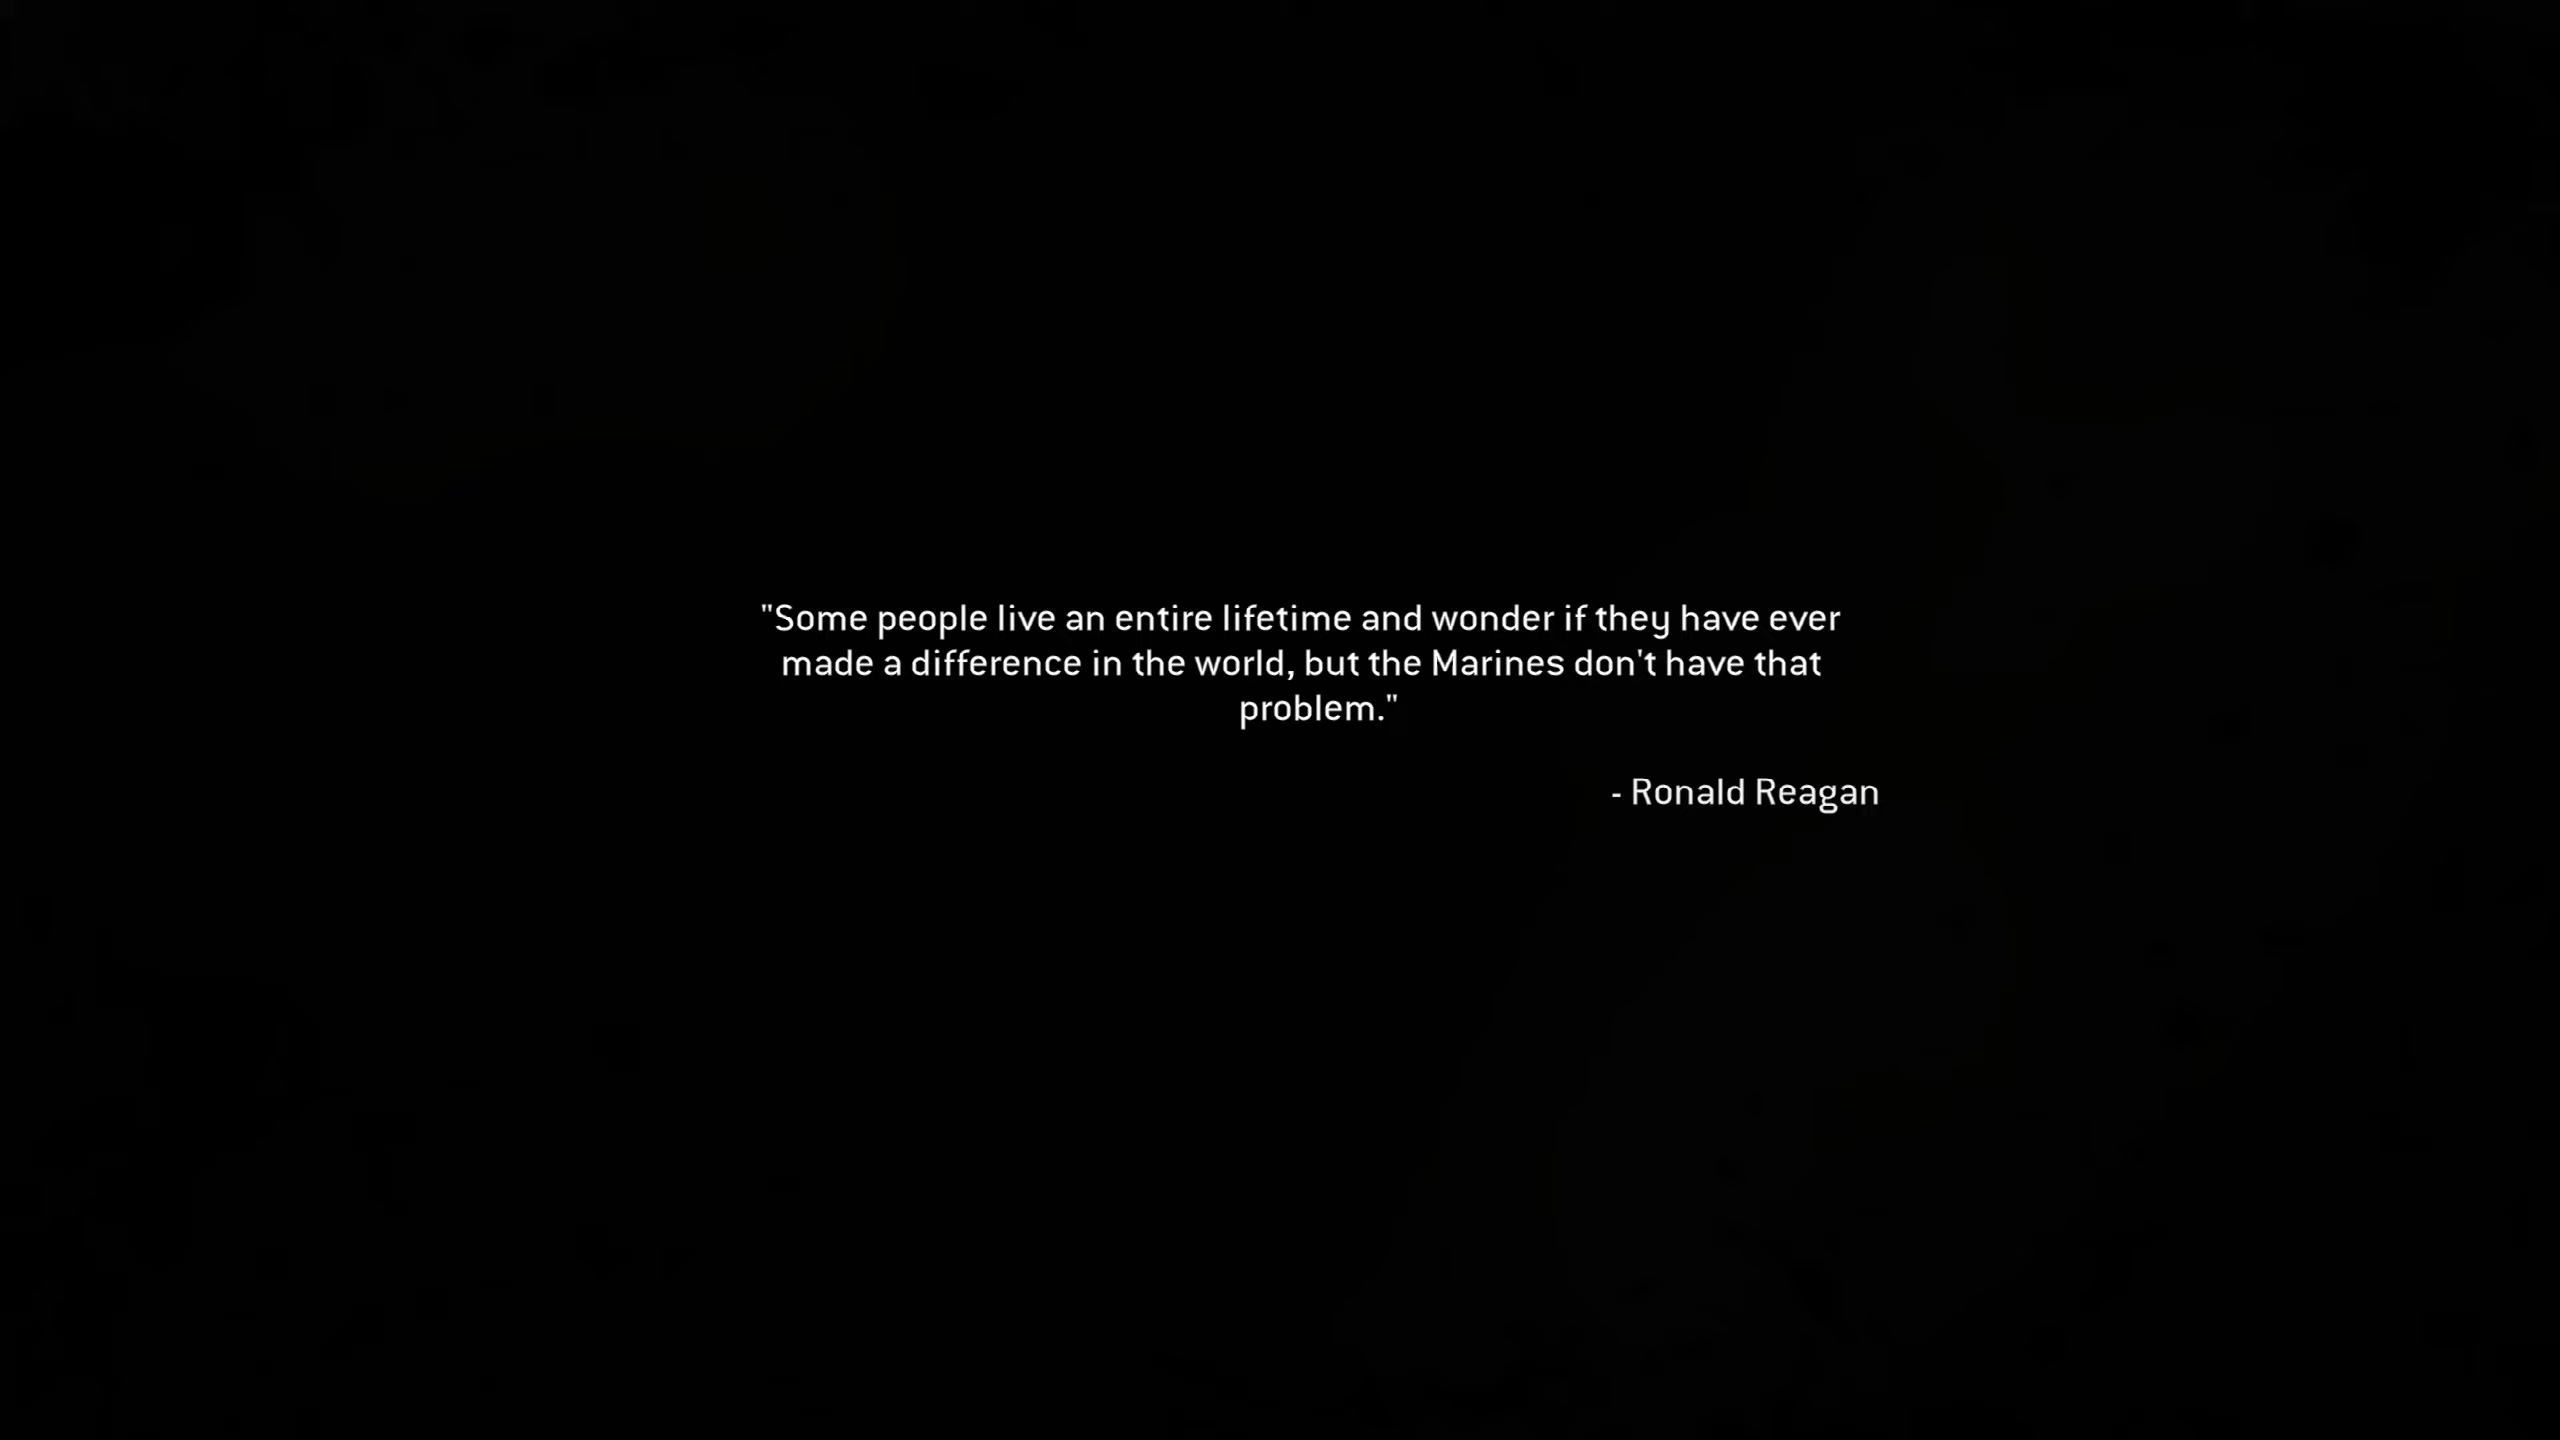 "Some people live an entire lifetime and wonder if they have ever
made a difference in the world, but the Marines don't have that
problem."
- Ronald Reagan